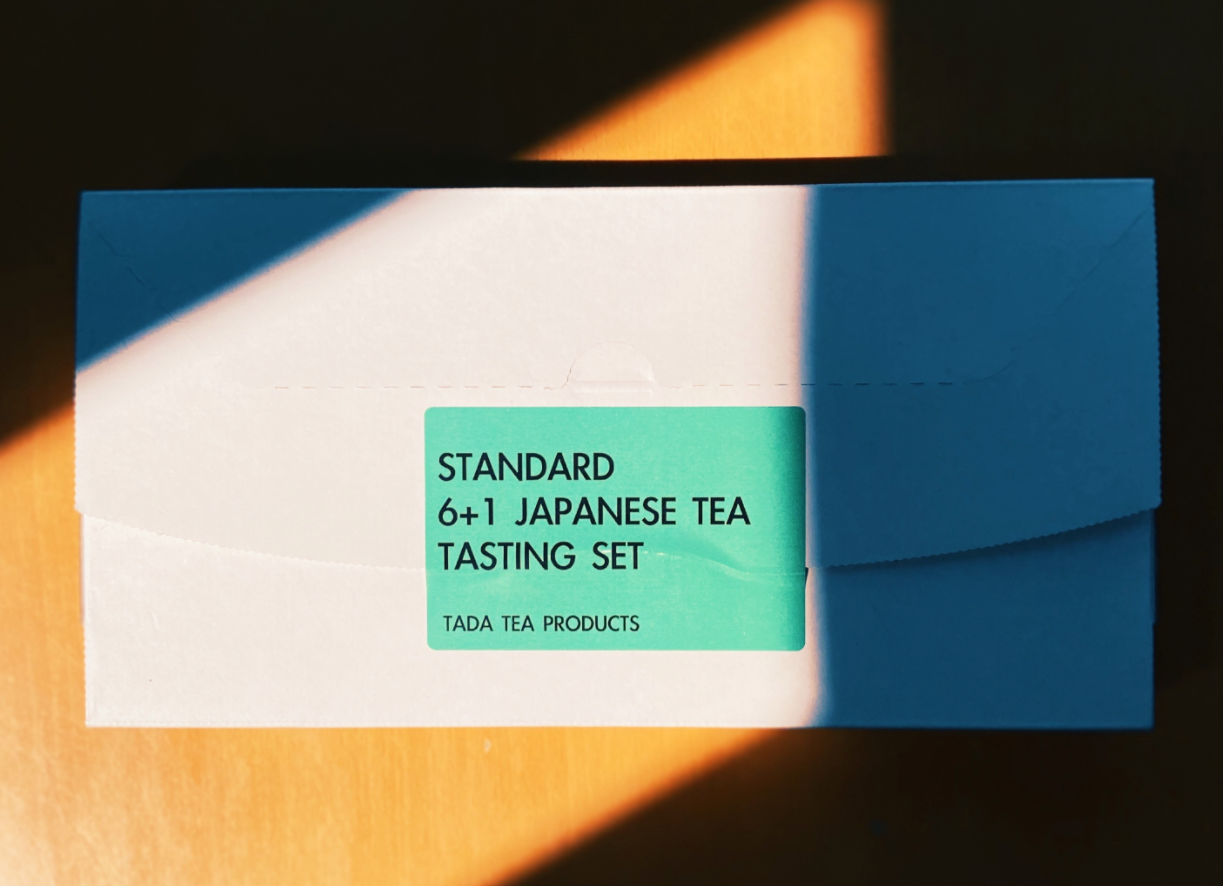 STANDARD
6+1 JAPANESE TEA
TASTING SET
TADA TEA PRODUCTS